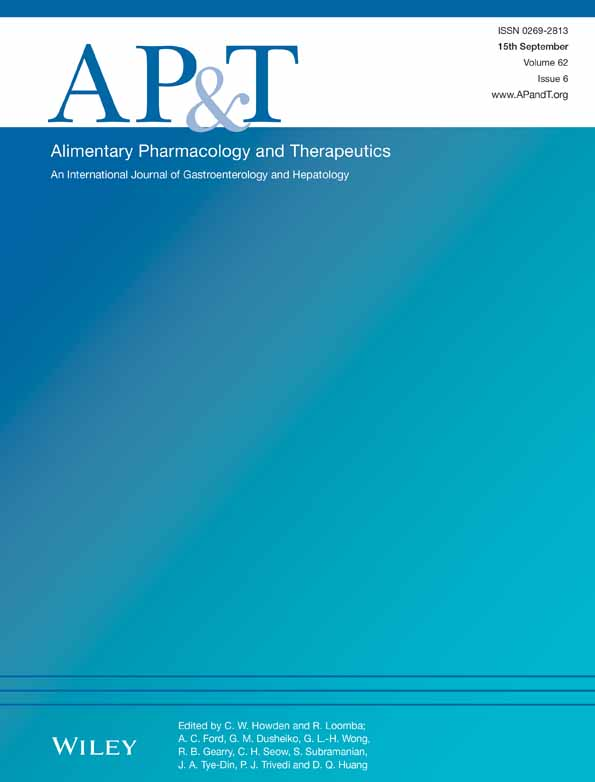 ISSN 0269-2813
15th September
Volume 62
Issue 6
www.APandT.org
AP&T
Alimentary Pharmacology and Therapeutics
An International Journal of Gastroenterology and Hepatology
WILEY
Edited by C. W. Howden and R. Loomba;
A. C. Ford, G. M. Dusheiko, G. L.-H. Wong,
R. B. Gearry, C. H. Seow, S. Subramanian,
J. A. Tye-Din, P. J. Trivedi and D. Q. Huang